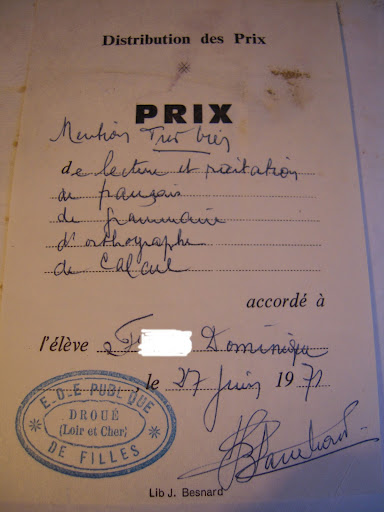 Distribution des Prix
PRIX
Mention Très bien
de lecture et récitation
de français
de grammaire
d'orthographe
de Calcul
accordé à
l'élève Dominique
, le 27 Juin 1971
E.D.E PUBLIQUE
DROUÉ
(Loir et Cher)
DE FILLES
Lib J. Besnard